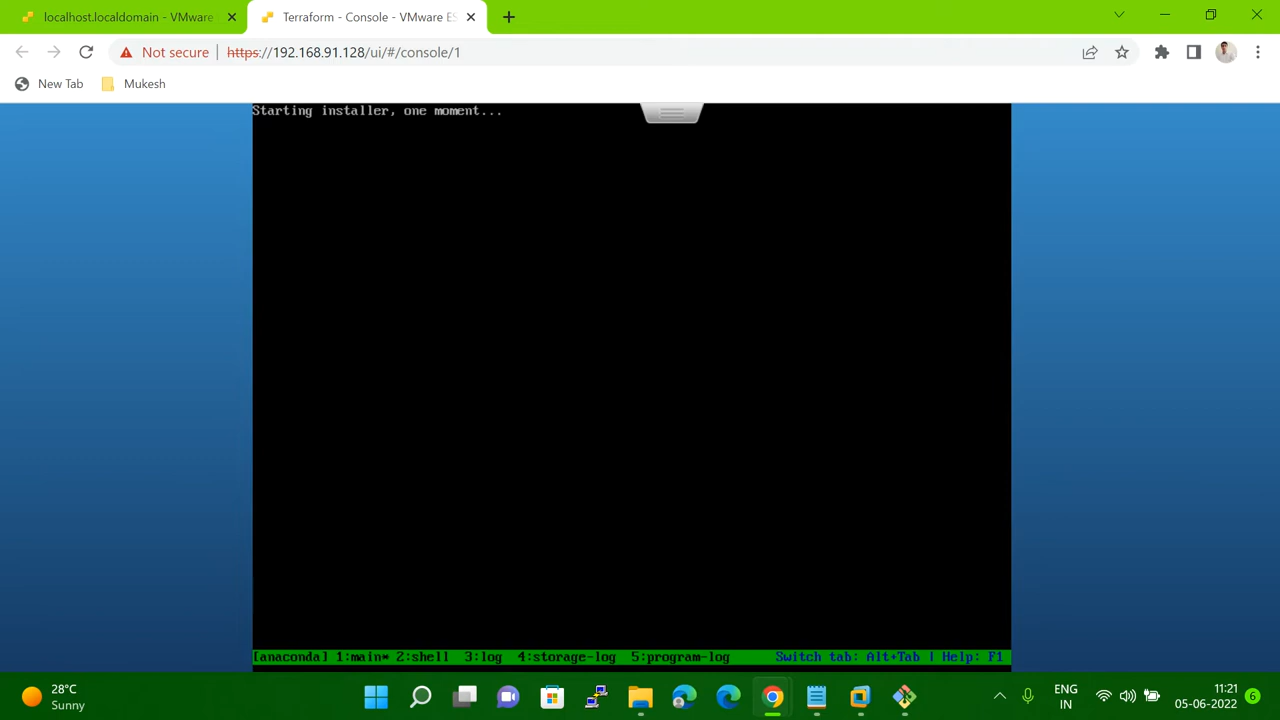 localhost.localdomain - VMware
Terraform - Console - VMware ES
Not secure
https://192.168.91.128/ui/#/console/1
New Tab
Mukesh
Starting installer, one moment...
[anaconda] 1:main* 2:shell 3:log 4:storage-log 5:program-log Switch tab: Alt+Tab | Help: F1
28°C
Sunny
ENG
IN
11:21
05-06-2022
6